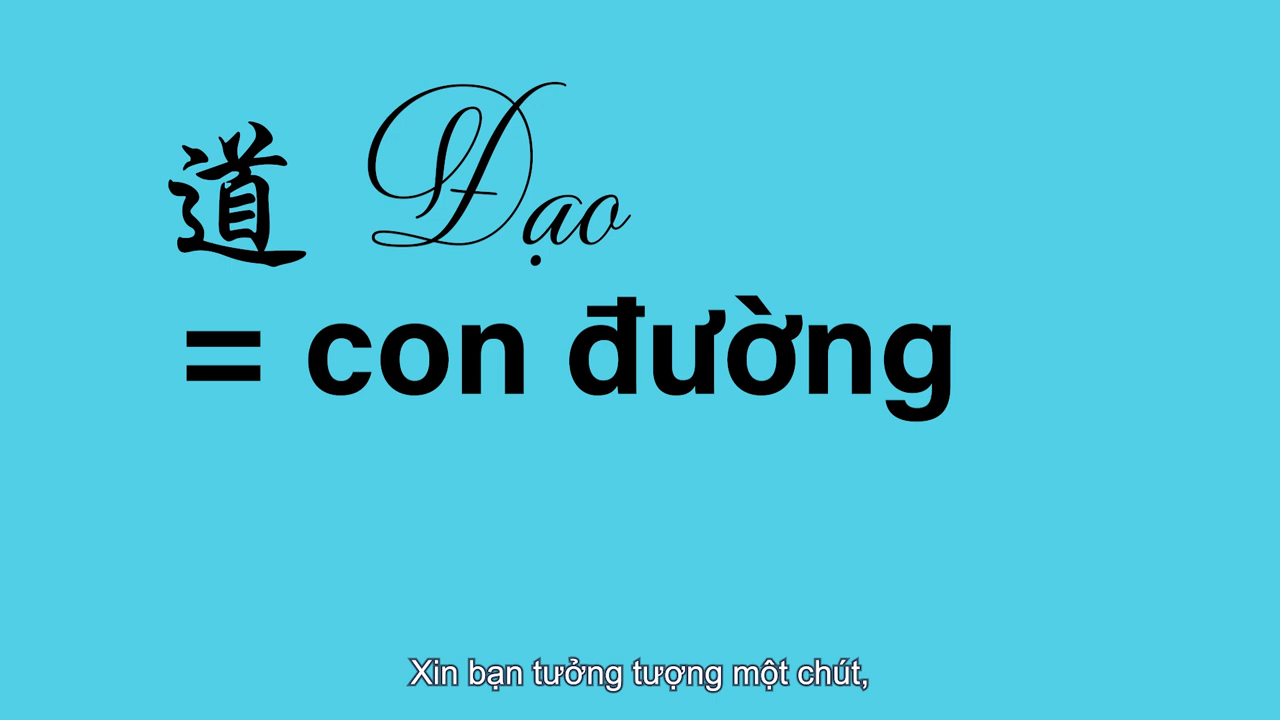 道 Đạo
= con đường
Xin bạn tưởng tượng một chút,